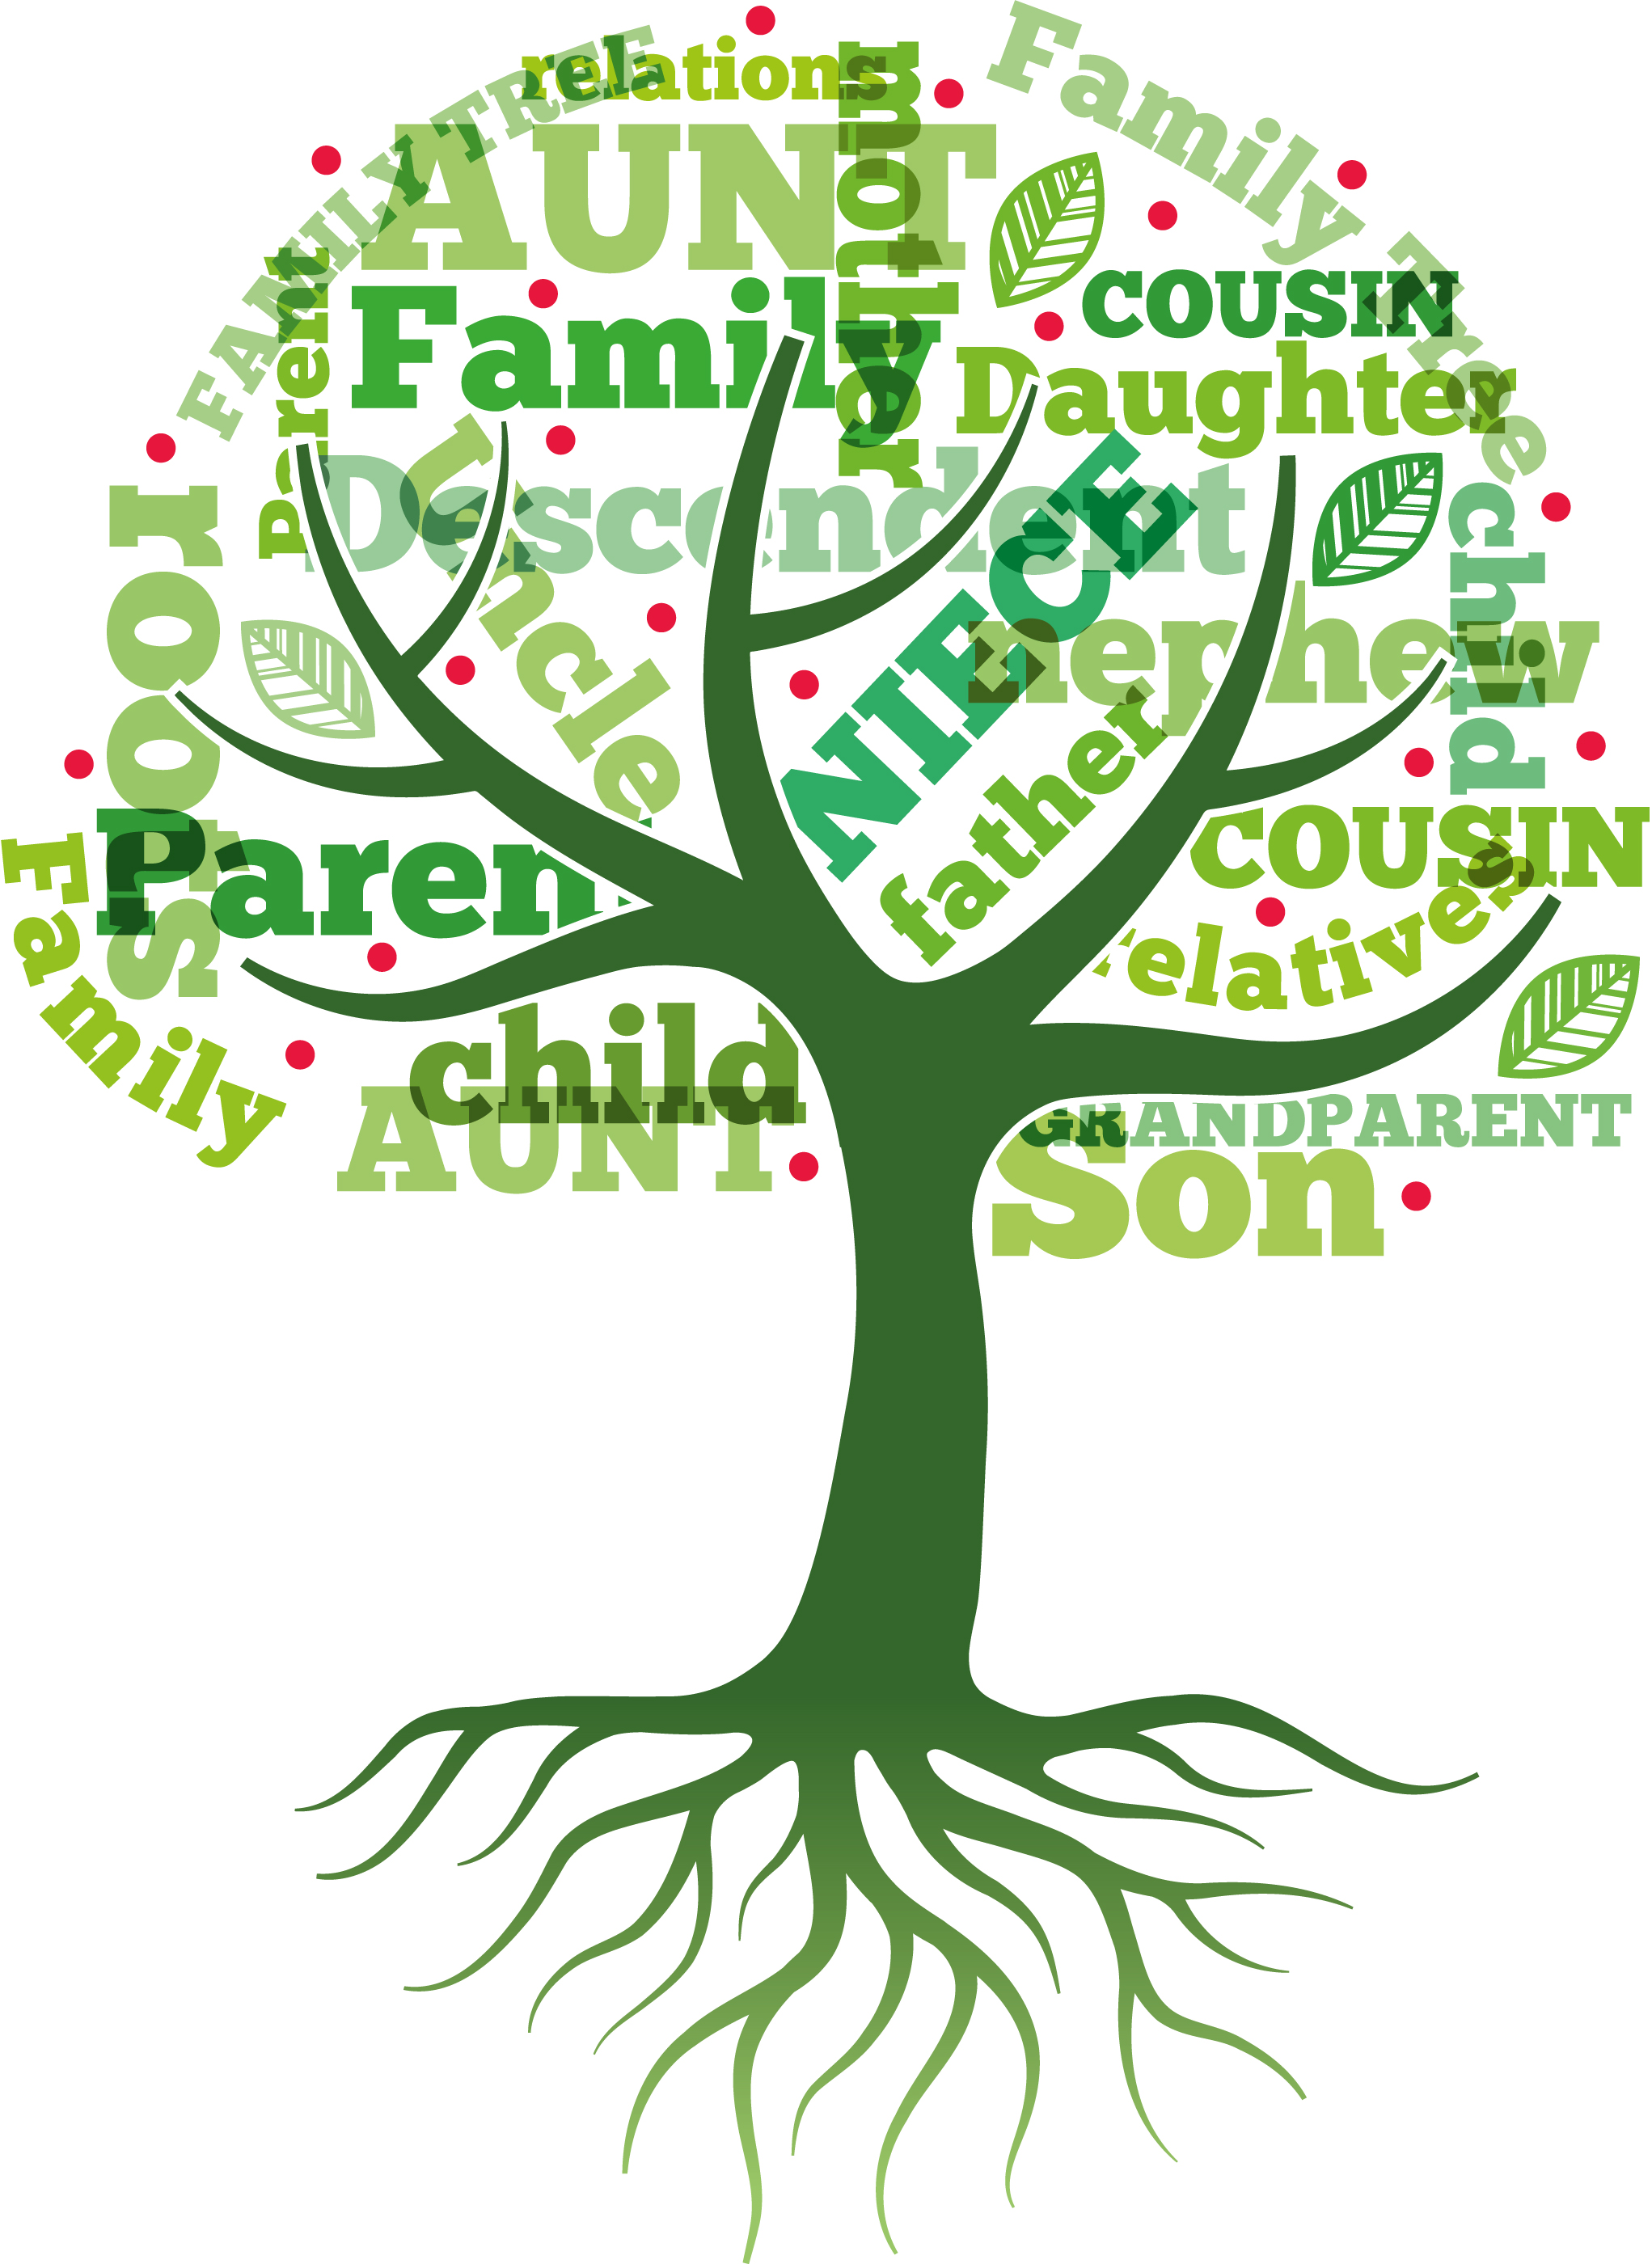 relations
FAMILY TREE
AUNT
mother
Family Tree
Family
cousin
Daughter
Parent
Descendent
uncle
NIECE
nephew
child
roots
father
Parent
COUSIN
Family
relatives
child
AUNT
GRANDPARENT
Son